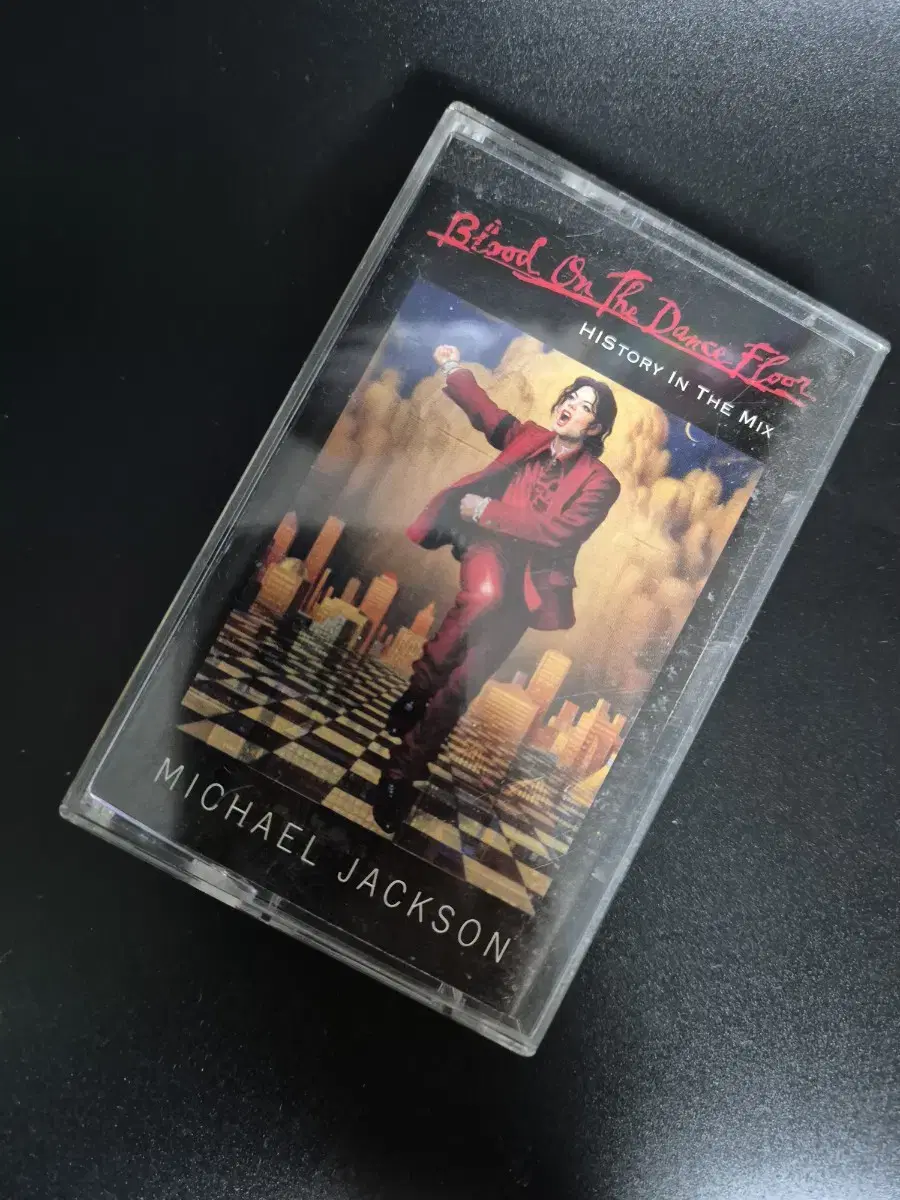 Blood On The Dance Floor
HIStory In The Mix
MICHAEL JACKSON